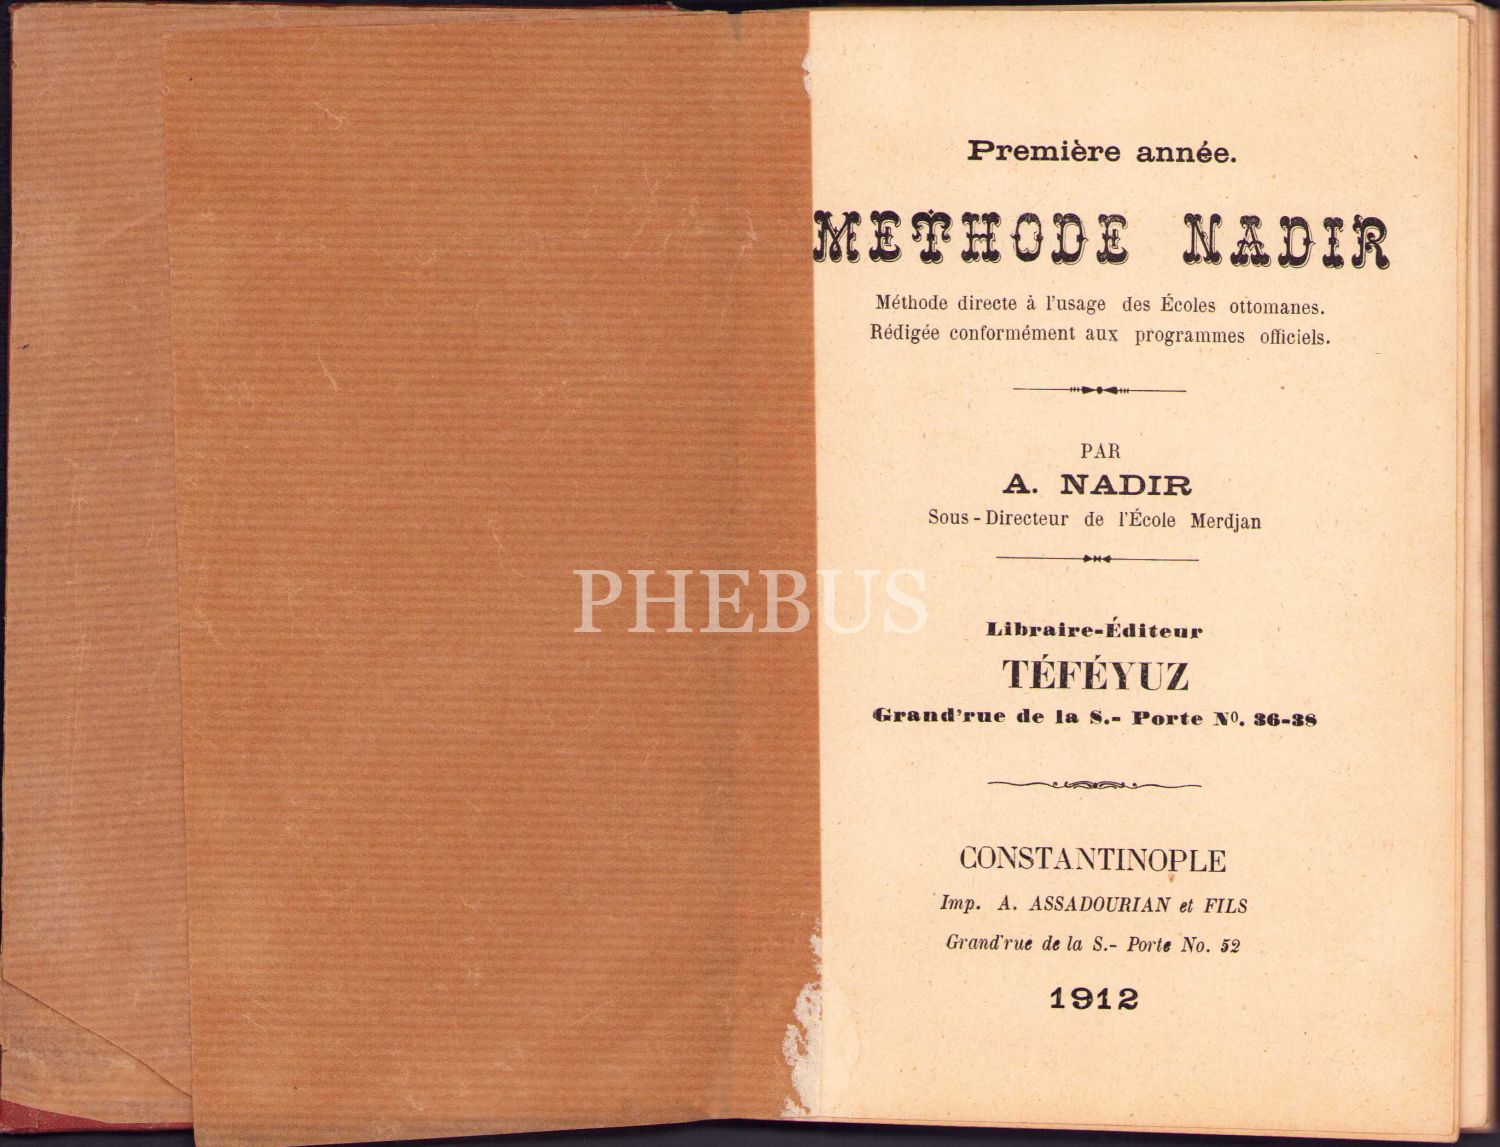 Première année.
METHODE NADIR
Méthode directe à l'usage des Écoles ottomanes.
Rédigée conformément aux programmes officiels.
PAR
A. NADIR
Sous-Directeur de l'École Merdjan
PHEBUS
Libraire-Éditeur
TÉFÉYUZ
Grand'rue de la S.- Porte No. 36-38
CONSTANTINOPLE
Imp. A. ASSADOURIAN et FILS
Grand'rue de la S.- Porte No. 52
1912